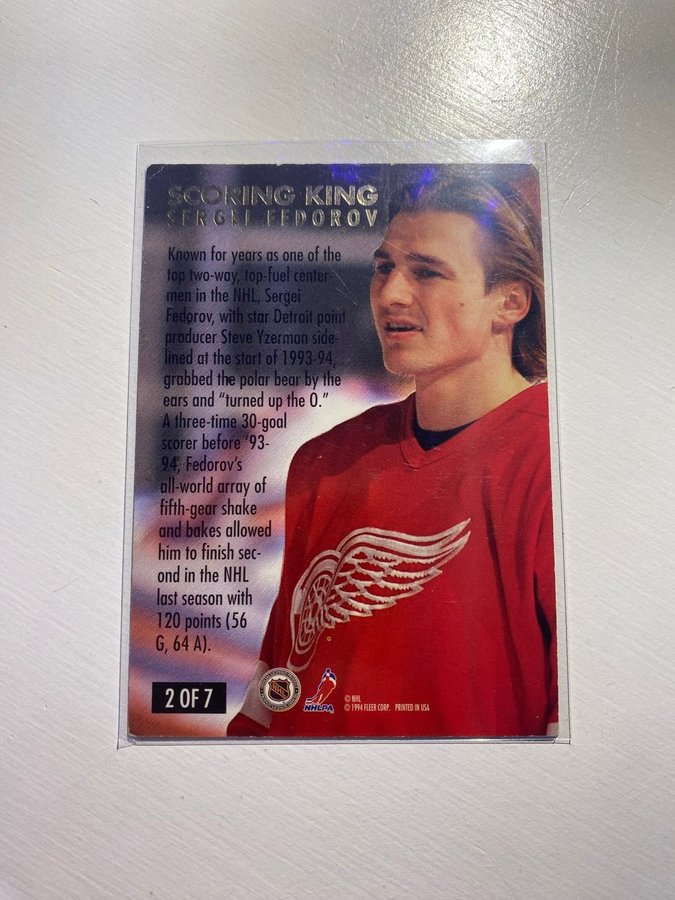 SCORING KING
SERGEI FEDOROV
Known for years as one of the
top two-way, top-fuel center-
men in the NHL, Sergei
Fedorov, with star Detroit point
producer Steve Yzerman side-
lined at the start of 1993-94,
grabbed the polar bear by the
ears and “turned up the O.”
A three-time 30-goal
scorer before ’93-
94, Fedorov’s
all-world array of
fifth-gear shake
and bakes allowed
him to finish sec-
ond in the NHL
last season with
120 points (56
G, 64 A).
2 OF 7
NHL
NHLPA
© NHL
© 1994 FLEER CORP. PRINTED IN USA